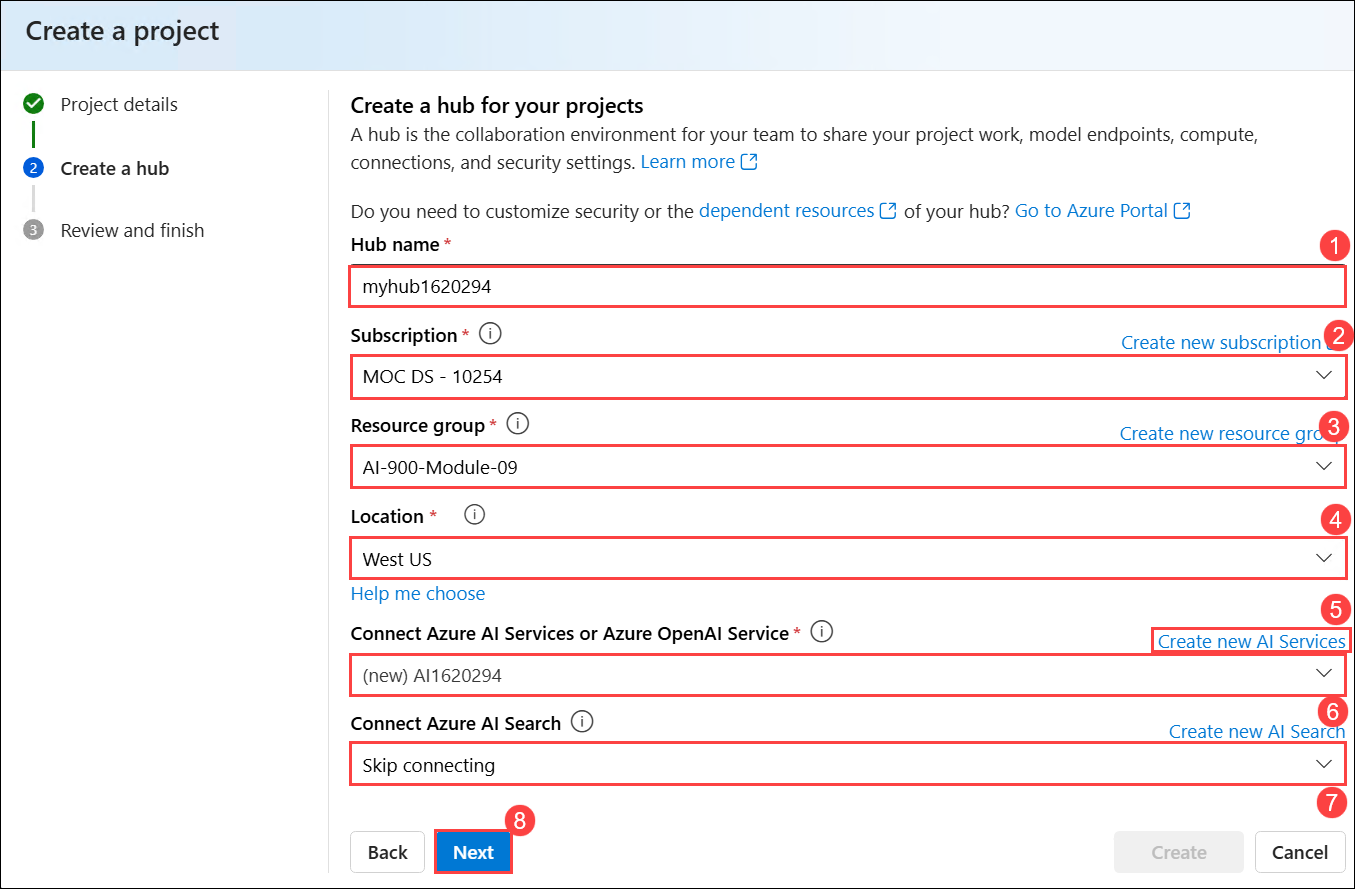 Create a project
Project details
2 Create a hub
3 Review and finish
Create a hub for your projects
A hub is the collaboration environment for your team to share your project work, model endpoints, compute,
connections, and security settings. Learn more
Do you need to customize security or the dependent resources of your hub? Go to Azure Portal
Hub name * 1
myhub1620294
Subscription * i
Create new subscription 2
MOC DS - 10254
Resource group * i
Create new resource 3
AI-900-Module-09
Location * i 4
West US
Help me choose
5
Connect Azure AI Services or Azure OpenAI Service * i
Create new AI Services
(new) AI1620294
6
Connect Azure AI Search i
Create new AI Search
Skip connecting
7
8
Back Next Create Cancel